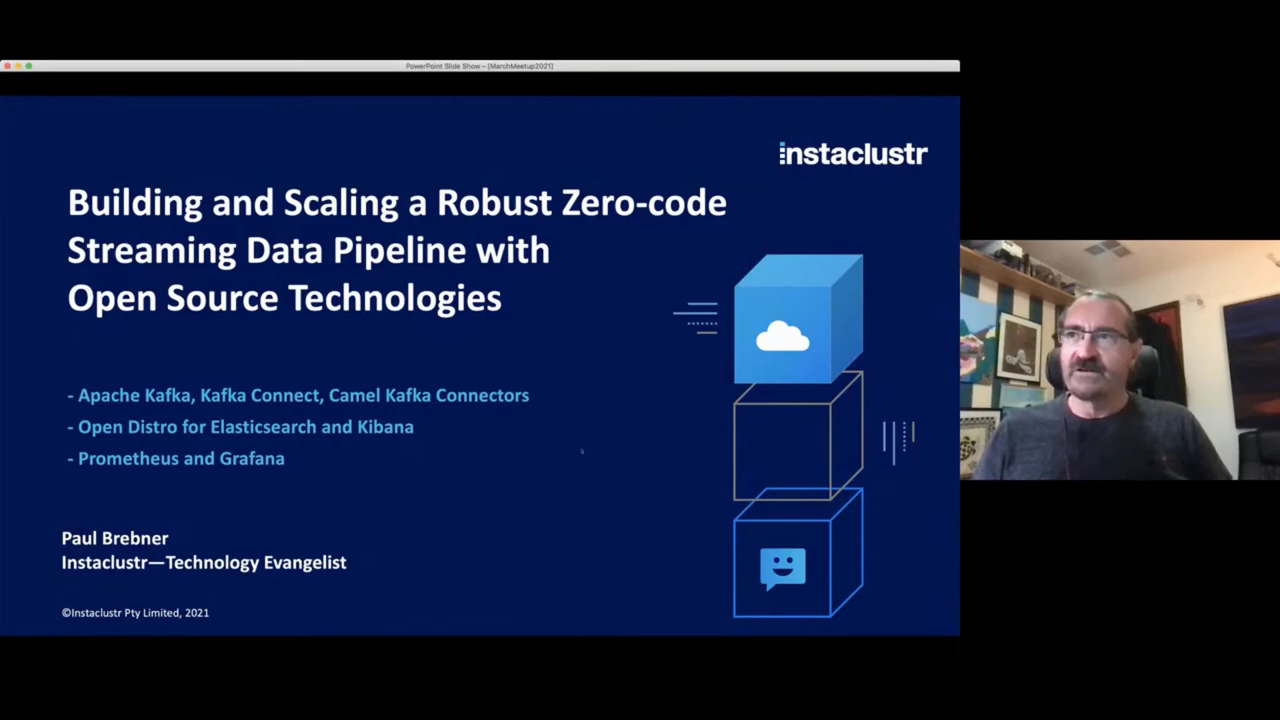 PowerPoint Slide Show – [MarchMeetup2021]
instaclustr
Building and Scaling a Robust Zero-code
Streaming Data Pipeline with
Open Source Technologies
- Apache Kafka, Kafka Connect, Camel Kafka Connectors
- Open Distro for Elasticsearch and Kibana
- Prometheus and Grafana
Paul Brebner
Instaclustr—Technology Evangelist
©Instaclustr Pty Limited, 2021